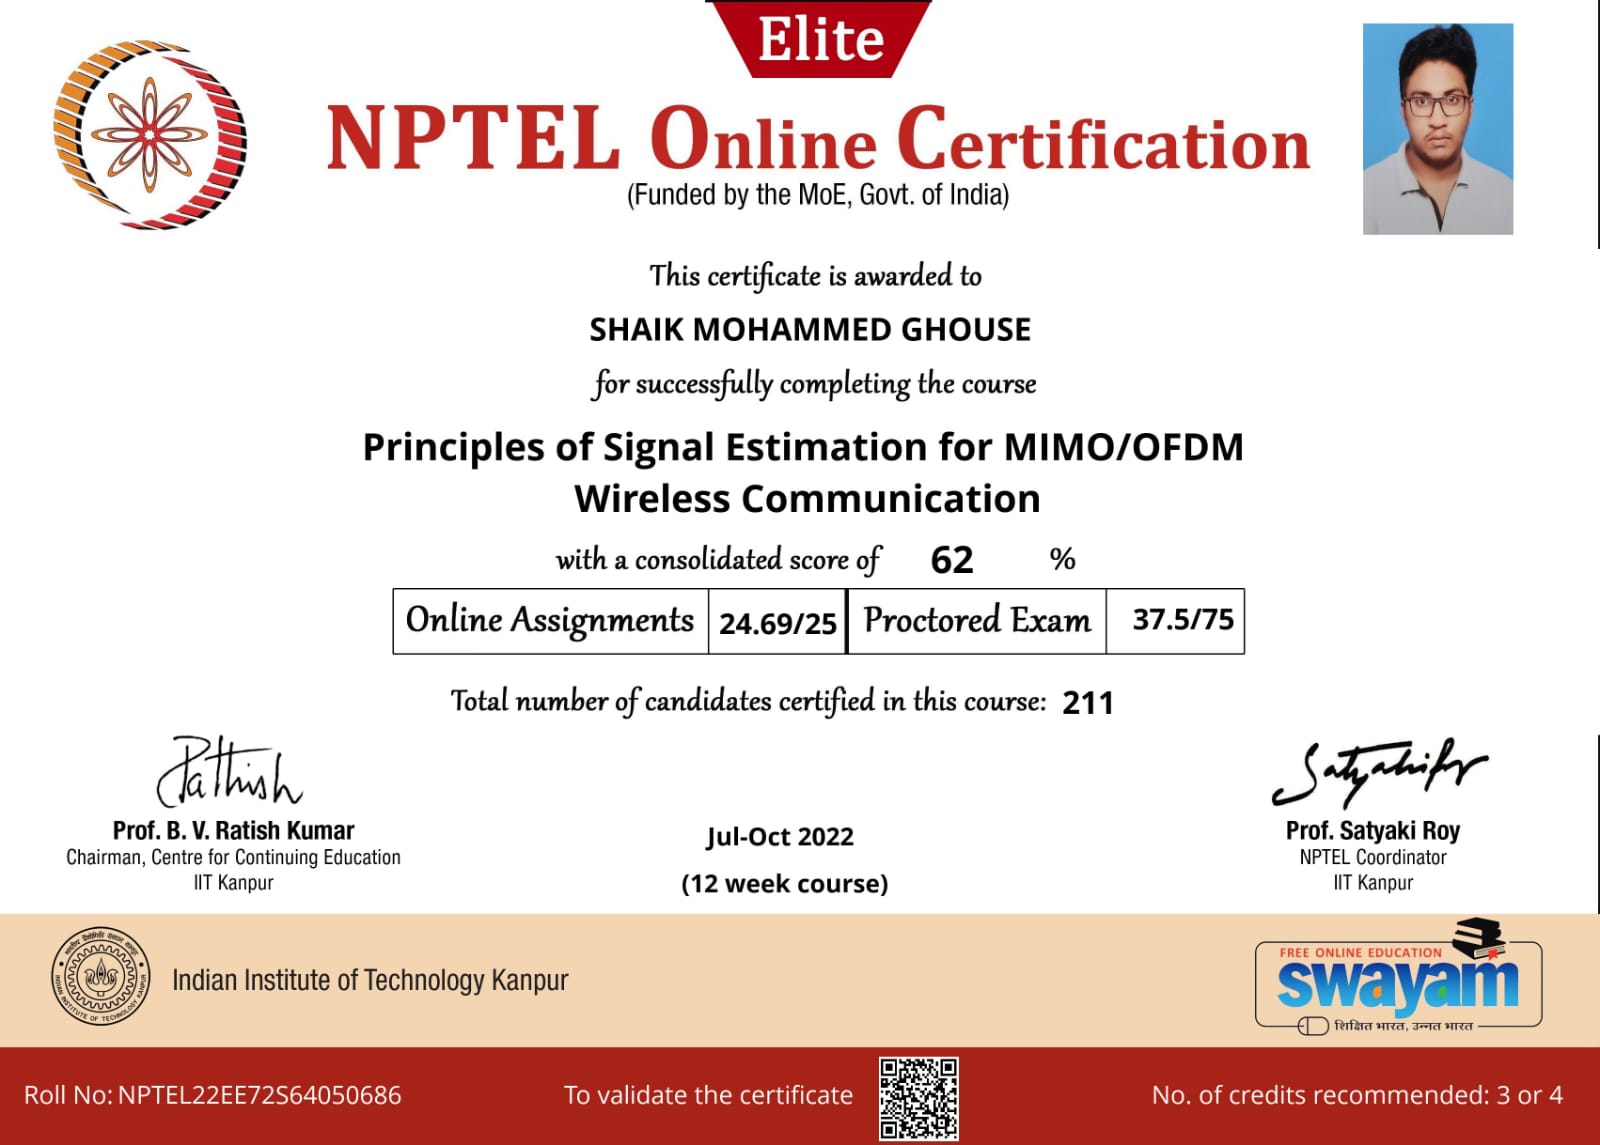 Elite
NPTEL Online Certification
(Funded by the MoE, Govt. of India)
This certificate is awarded to
SHAIK MOHAMMED GHOUSE
for successfully completing the course
Principles of Signal Estimation for MIMO/OFDM
Wireless Communication
with a consolidated score of 62 %
Online Assignments 24.69/25 Proctored Exam 37.5/75
Total number of candidates certified in this course: 211
Prof. B. V. Ratish Kumar
Chairman, Centre for Continuing Education
IIT Kanpur
Jul-Oct 2022
(12 week course)
Prof. Satyaki Roy
NPTEL Coordinator
IIT Kanpur
Indian Institute of Technology Kanpur
FREE ONLINE EDUCATION
swayam
शिक्षित भारत, उन्नत भारत
Roll No: NPTEL22EE72S64050686
To validate the certificate
No. of credits recommended: 3 or 4